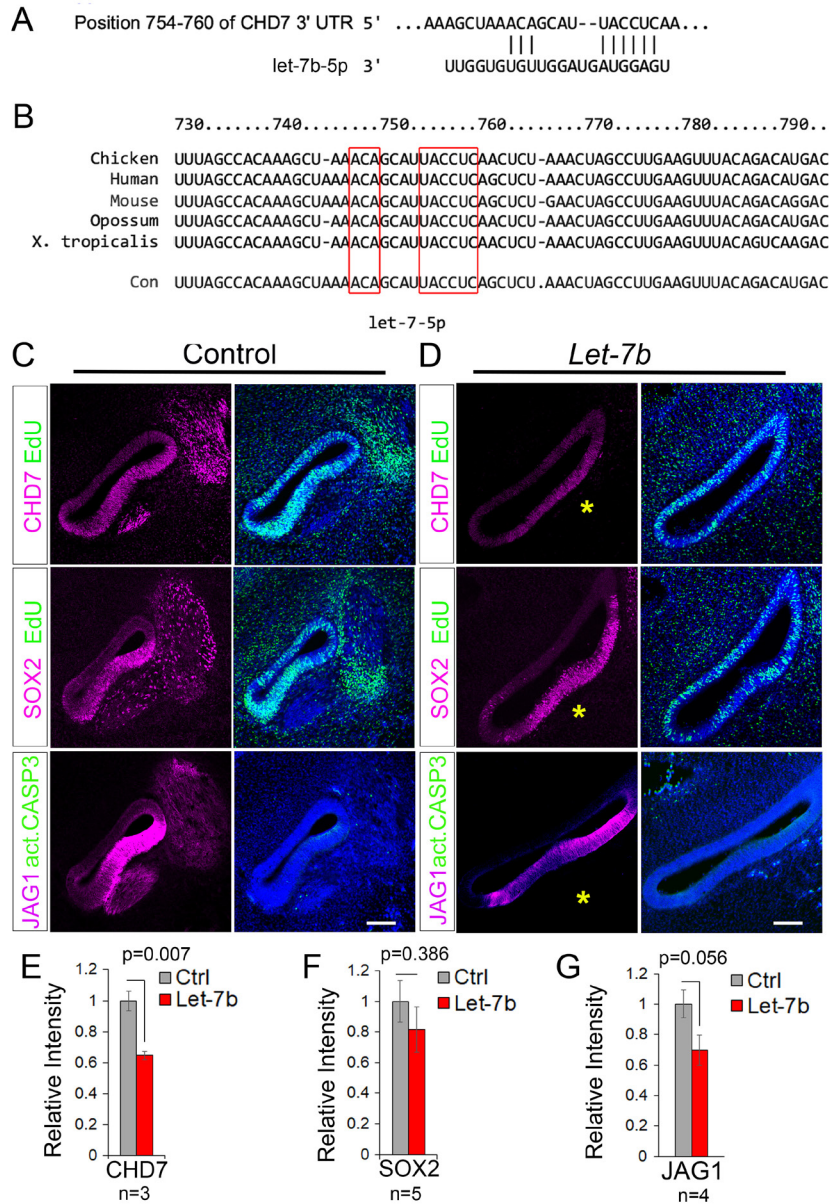 A
Position 754-760 of CHD7 3' UTR 5' ...AAAGCUAAACAGCAU--UACCUCAA...
let-7b-5p 3' UUGGUGUGUUGGAUGAUGGAGU
B
730.......740.......750.......760.......770.......780.......790..
Chicken UUUAGCCACAAAGCU-AAACAGCAUUACCUCAACUCU-AAACUAGCCUUGAAGUUUACAGACAUGAC
Human UUUAGCCACAAAGCUAAAACAGCAUUACCUCAGCUCU-AAACUAGCCUUGAAGUUUACAGACAUGAC
Mouse UUUAGCCACAAAGCUAAAACAGCAUUACCUCAGCUCU-GAACUAGCCUUGAAGUUUACAGACAGGAC
Opossum UUUAGCCACAAAGCUAAAACAGCAUUACCUCAACUCU-AAACUAGCCUUGAAGUUUACAGACAUGAC
X. tropicalis UUUAGCCACAAAGCU-AAACAGCAUUACCUCAACUCU-AAACUAGCCUUGAAGUUUACAGUCAAGAC
Con UUUAGCCACAAAGCUAAAACAGCAUUACCUCAGCUCU.AAACUAGCCUUGAAGUUUACAGACAUGAC
let-7-5p
C Control
D Let-7b
CHD7 EdU
SOX2 EdU
JAG1 act.CASP3
CHD7 EdU
*
SOX2 EdU
*
JAG1 act.CASP3
*
E
p=0.007
Ctrl
Let-7b
Relative Intensity
1.2
1
0.8
0.6
0.4
0.2
0
CHD7
n=3
F
p=0.386
Ctrl
Let-7b
Relative Intensity
1.2
1
0.8
0.6
0.4
0.2
0
SOX2
n=5
G
p=0.056
Ctrl
Let-7b
Relative Intensity
1.2
1
0.8
0.6
0.4
0.2
0
JAG1
n=4